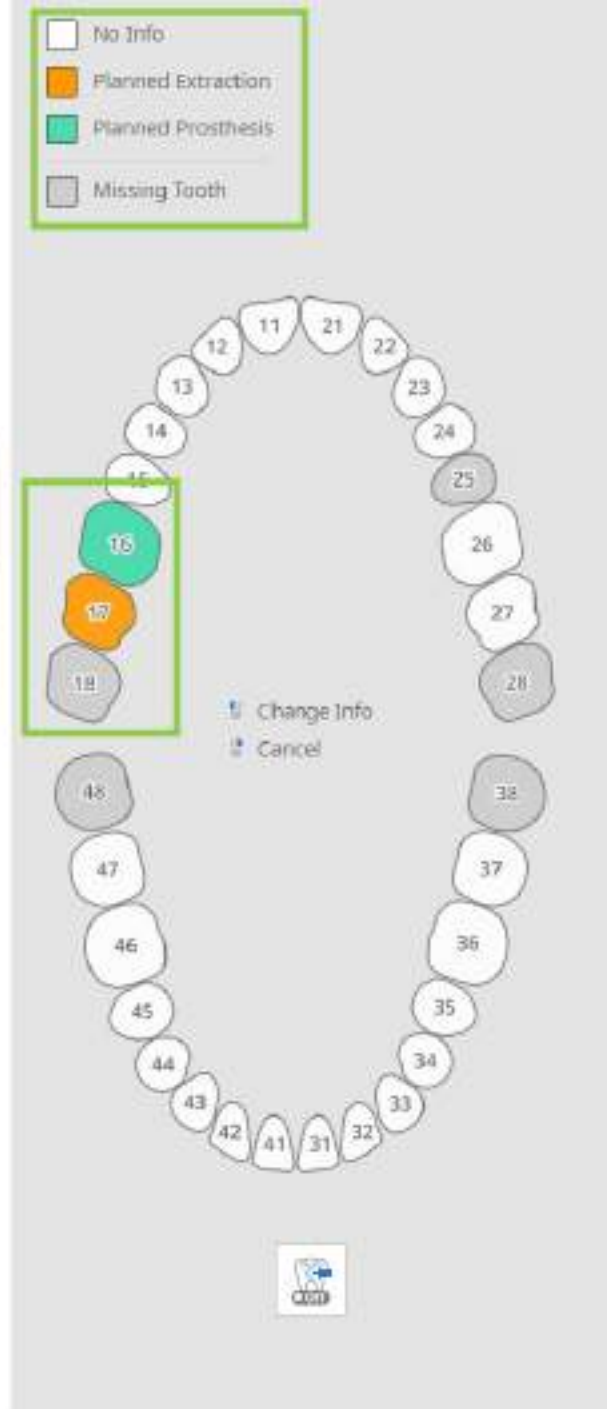 No Info
Planned Extraction
Planned Prosthesis
Missing Tooth
11 21
12 22
13 23
14 24
15 25
16 26
17 27
18 28
Change Info
Cancel
48 38
47 37
46 36
45 35
44 34
43 33
42 41 31 32